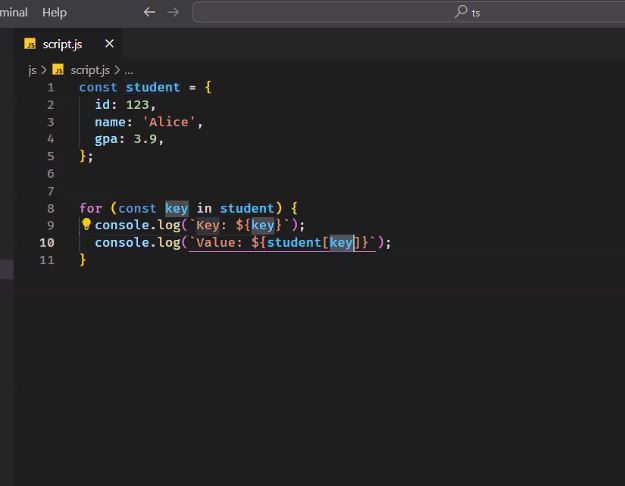 minal Help ← → ts
JS script.js ×
js > JS script.js > ...
1 const student = {
2 id: 123,
3 name: 'Alice',
4 gpa: 3.9,
5 };
6
7
8 for (const key in student) {
9 console.log(`Key: ${key}`);
10 console.log(`Value: ${student[key]}`);
11 }